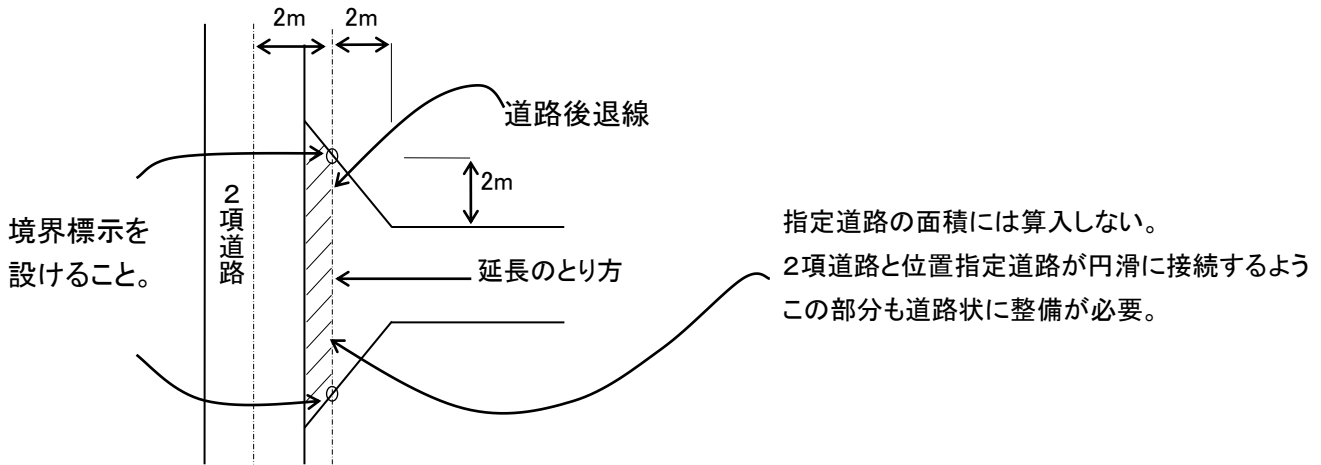 2m
2m
道路後退線
2m
2項道路
境界標示を
設けること。
延長のとり方
指定道路の面積には算入しない。
2項道路と位置指定道路が円滑に接続するよう
この部分も道路状に整備が必要。